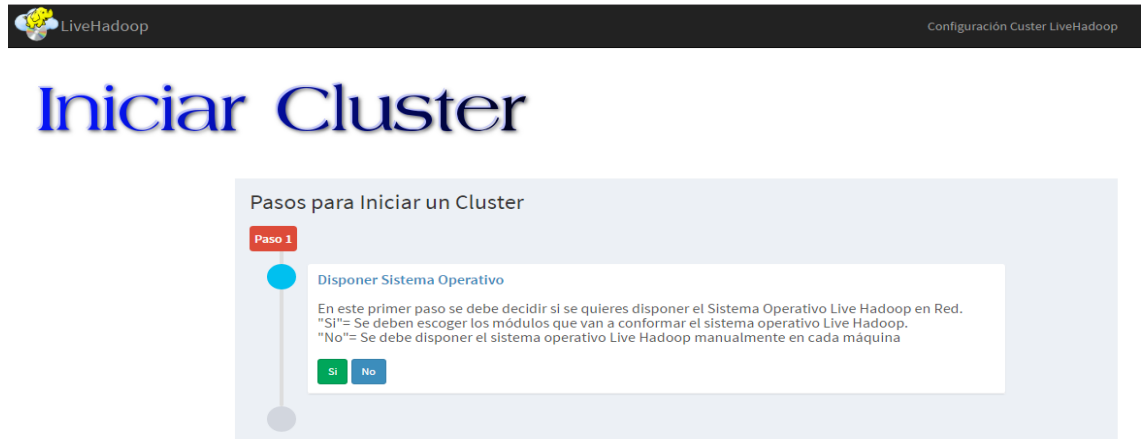 LiveHadoop
Configuración Custer LiveHadoop
Iniciar Cluster
Pasos para Iniciar un Cluster
Paso 1
Disponer Sistema Operativo
En este primer paso se debe decidir si se quieres disponer el Sistema Operativo Live Hadoop en Red.
"Si"= Se deben escoger los módulos que van a conformar el sistema operativo Live Hadoop.
"No"= Se debe disponer el sistema operativo Live Hadoop manualmente en cada máquina
Si
No